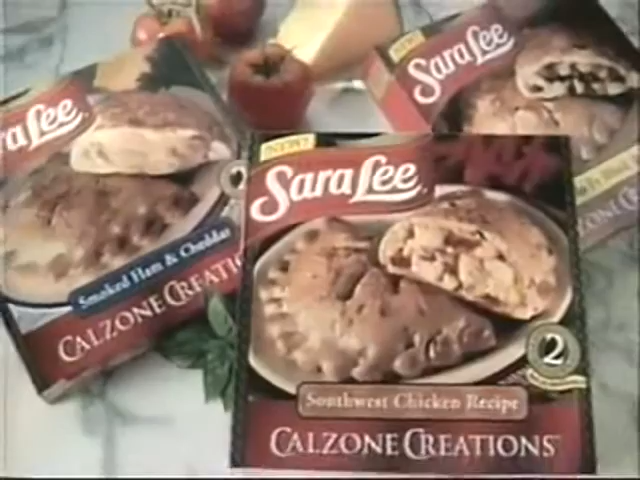 Sara Lee
Smoked Ham & Cheddar
CALZONE CREATIONS
NEW!
Sara Lee
2
Southwest Chicken Recipe
CALZONE CREATIONS
NEW!
Sara Lee